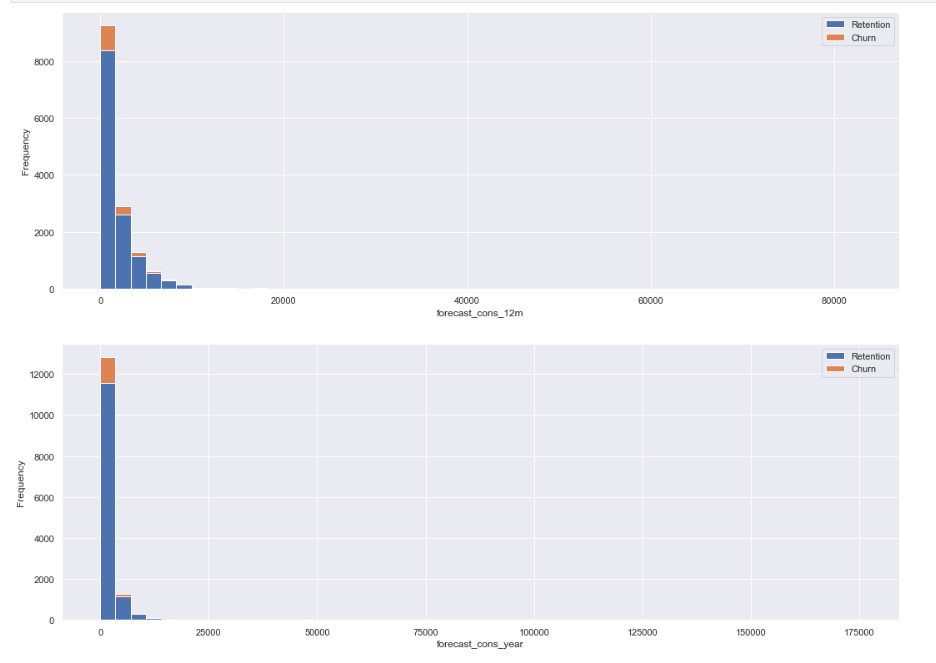 Retention
Churn
8000
6000
4000
2000
0
Frequency
0 20000 40000 60000 80000
forecast_cons_12m
Retention
Churn
12000
10000
8000
6000
4000
2000
0
Frequency
0 25000 50000 75000 100000 125000 150000 175000
forecast_cons_year